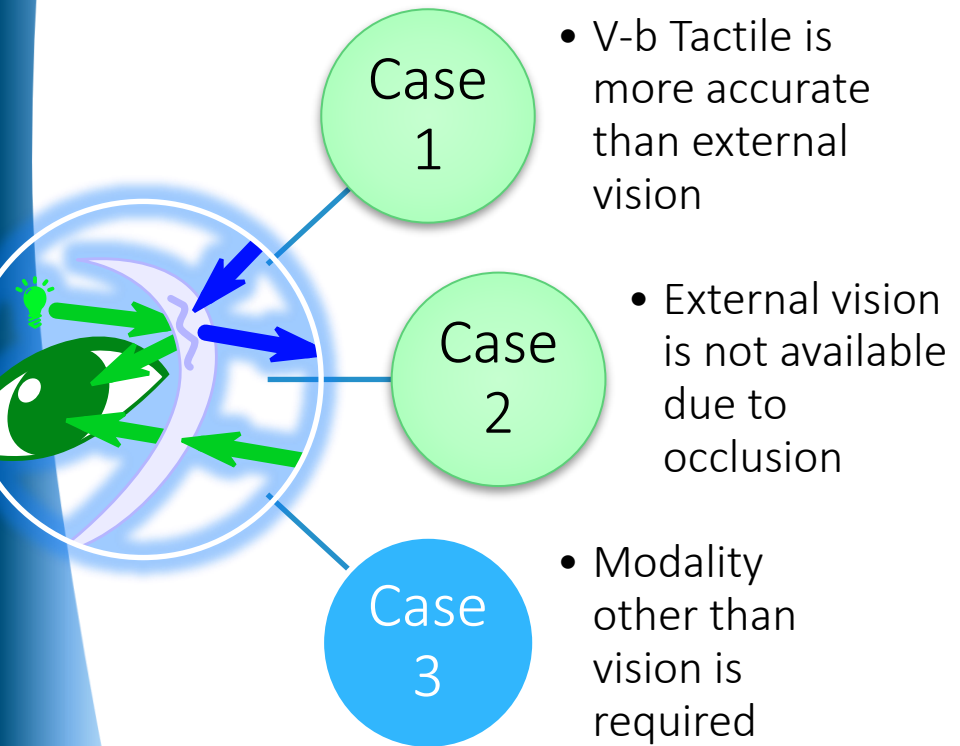 Case
1
• V-b Tactile is
more accurate
than external
vision
Case
2
• External vision
is not available
due to
occlusion
Case
3
• Modality
other than
vision is
required